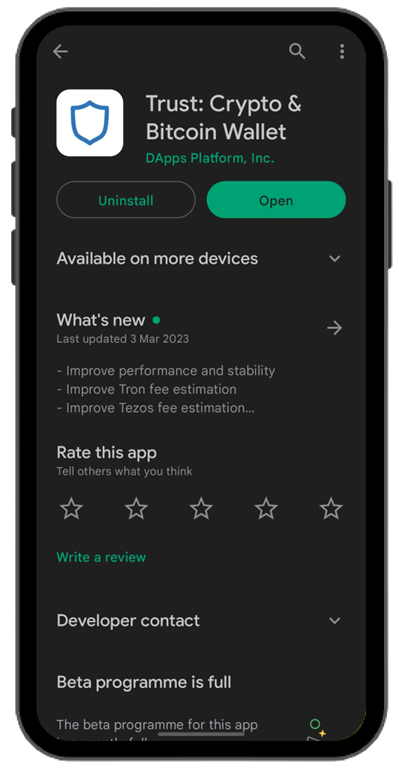 Trust: Crypto &
Bitcoin Wallet
DApps Platform, Inc.
Uninstall
Open
Available on more devices
What's new
Last updated 3 Mar 2023
- Improve performance and stability
- Improve Tron fee estimation
- Improve Tezos fee estimation...
Rate this app
Tell others what you think
Write a review
Developer contact
Beta programme is full
The beta programme for this app